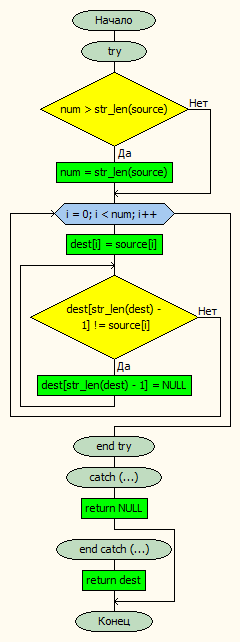 Начало
try
num > str_len(source)
Нет
Да
num = str_len(source)
i = 0; i < num; i++
dest[i] = source[i]
dest[str_len(dest) -
1] != source[i]
Нет
Да
dest[str_len(dest) - 1] = NULL
end try
catch (...)
return NULL
end catch (...)
return dest
Конец